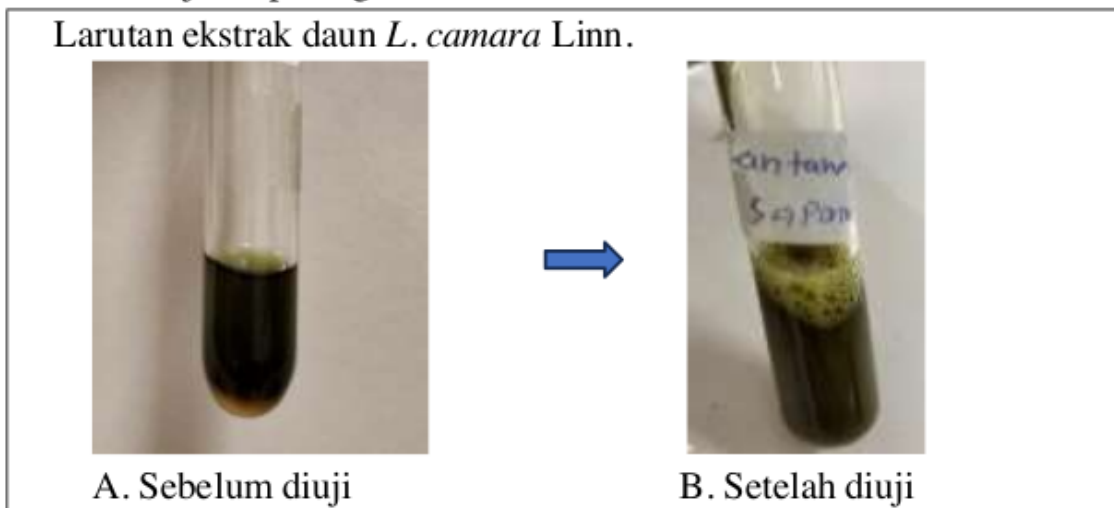 Larutan ekstrak daun L. camara Linn.
A. Sebelum diuji
B. Setelah diuji